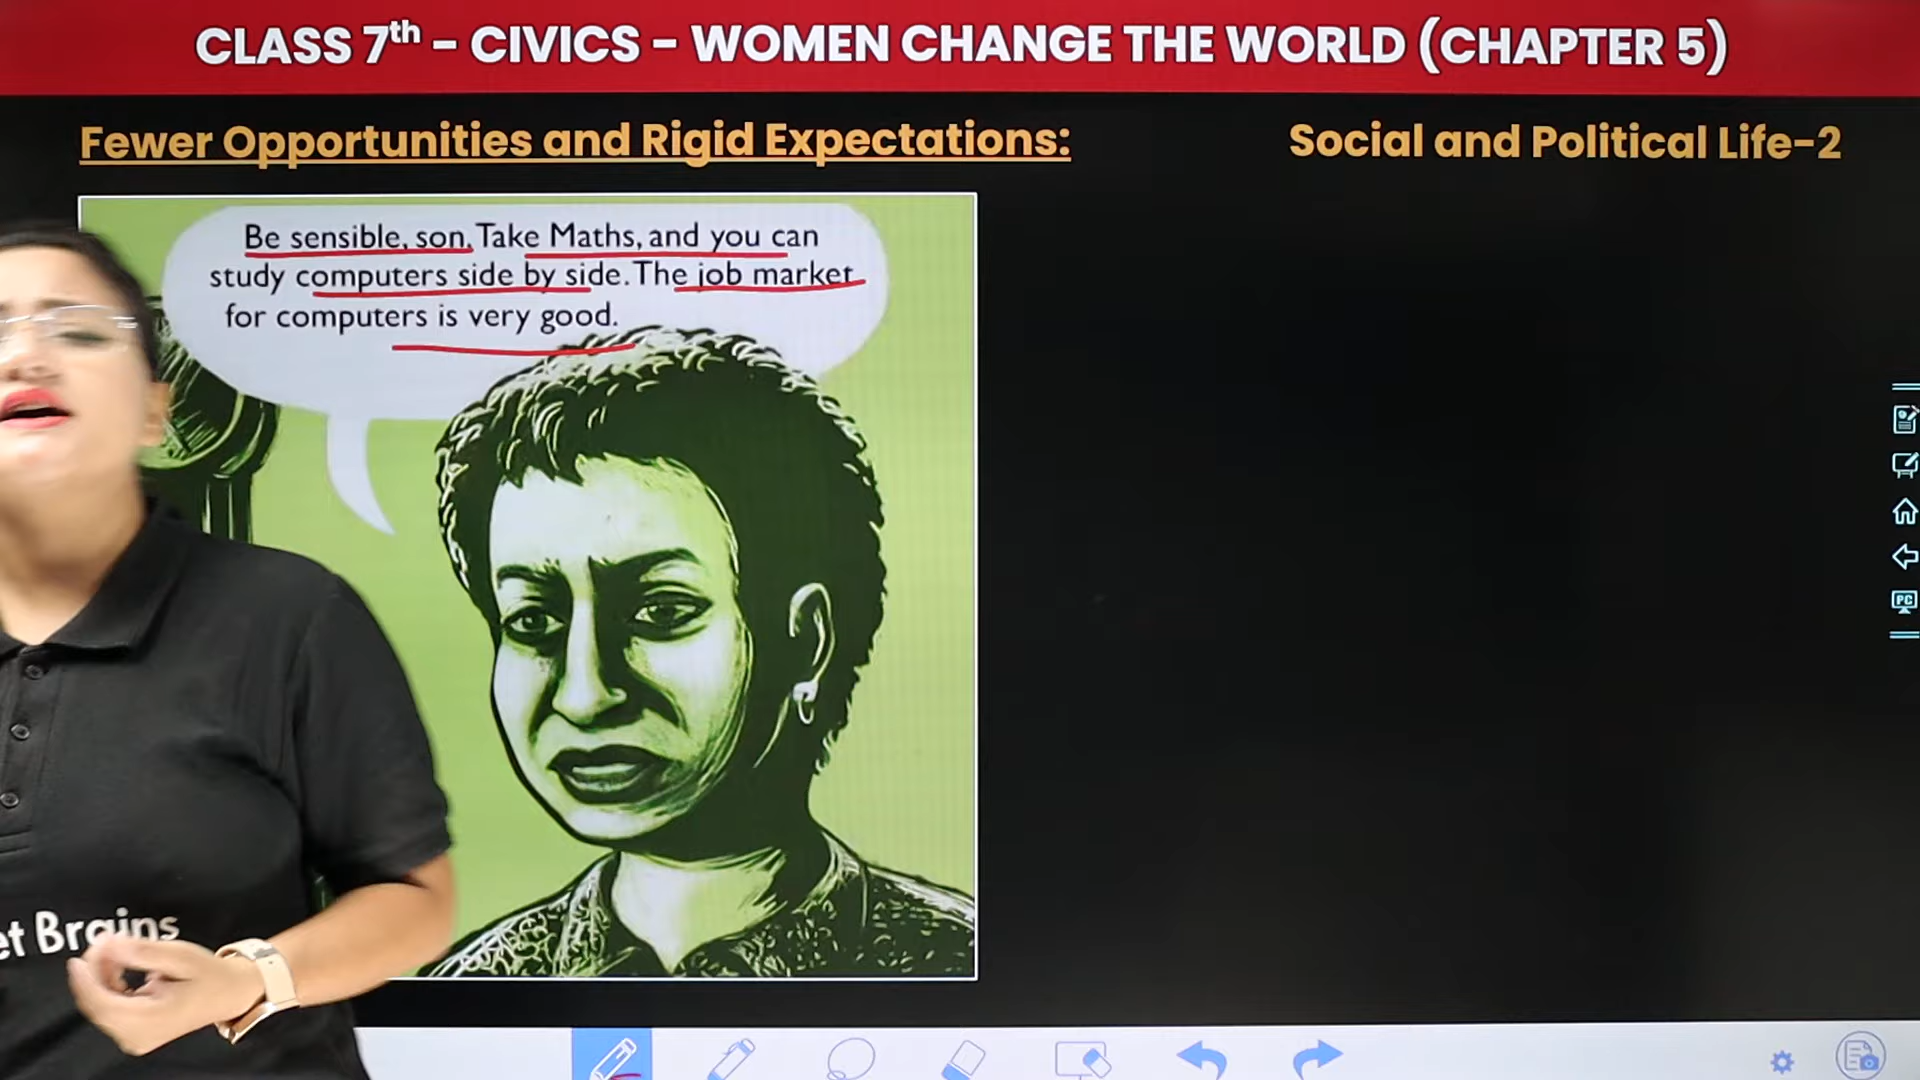 CLASS 7th - CIVICS - WOMEN CHANGE THE WORLD (CHAPTER 5)
Fewer Opportunities and Rigid Expectations:
Social and Political Life-2
Be sensible, son. Take Maths, and you can
study computers side by side. The job market
for computers is very good.
et Brains
PC